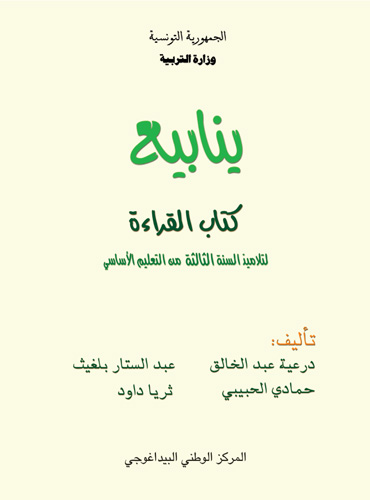 الجمهورية التونسية
وزارة التربية
ينابيع
كتاب القراءة
لتلاميذ السنة الثالثة من التعليم الأساسي
تأليف:
درعية عبد الخالق عبد الستار بلغيث
حمادي الحبيبي ثريا داود
المركز الوطني البيداغوجي